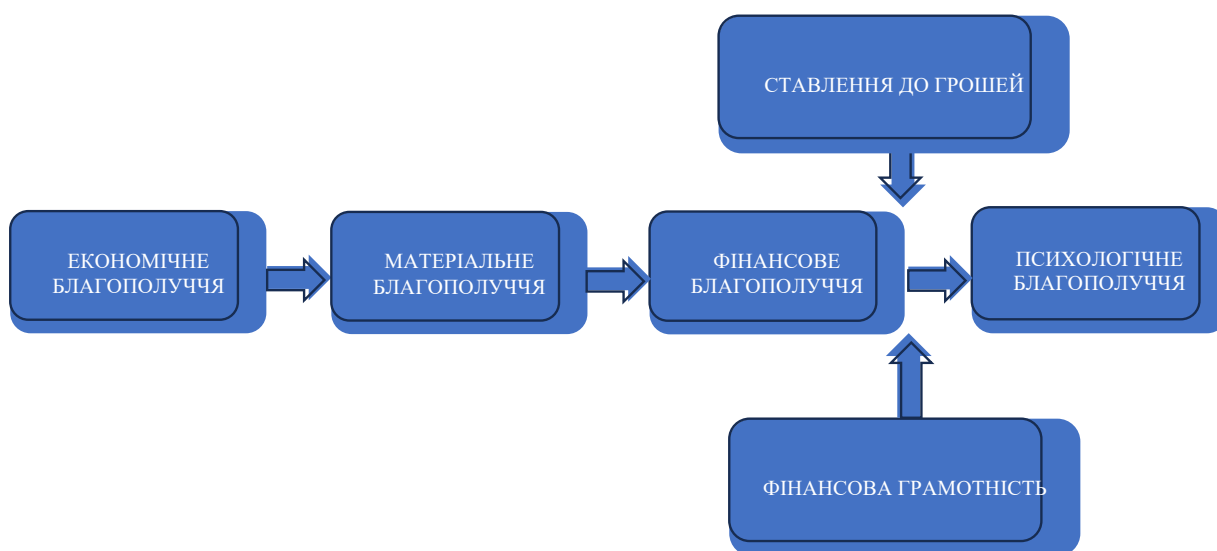 СТАВЛЕННЯ ДО ГРОШЕЙ
ЕКОНОМІЧНЕ
БЛАГОПОЛУЧЧЯ
МАТЕРІАЛЬНЕ
БЛАГОПОЛУЧЧЯ
ФІНАНСОВЕ
БЛАГОПОЛУЧЧЯ
ПСИХОЛОГІЧНЕ
БЛАГОПОЛУЧЧЯ
ФІНАНСОВА ГРАМОТНІСТЬ